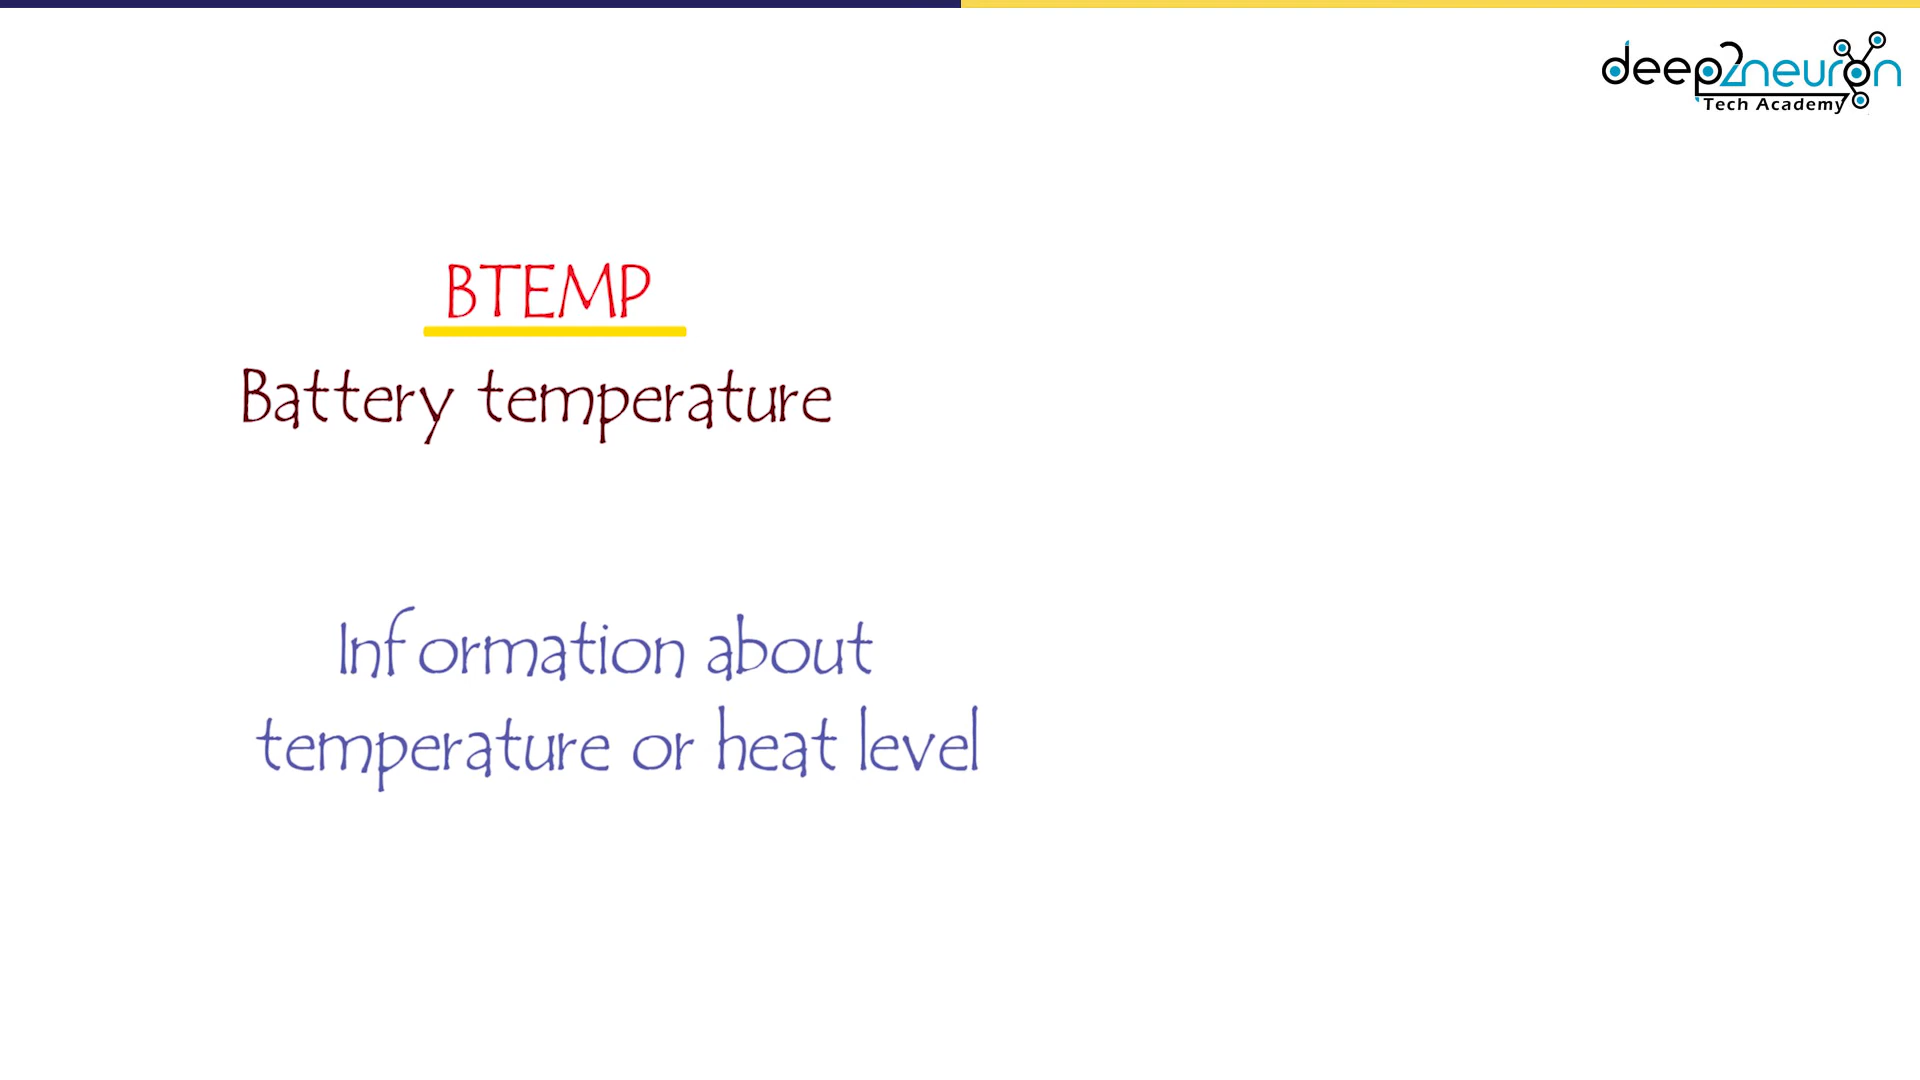 deep2neuron
Tech Academy
BTEMP
Battery temperature
Information about
temperature or heat level